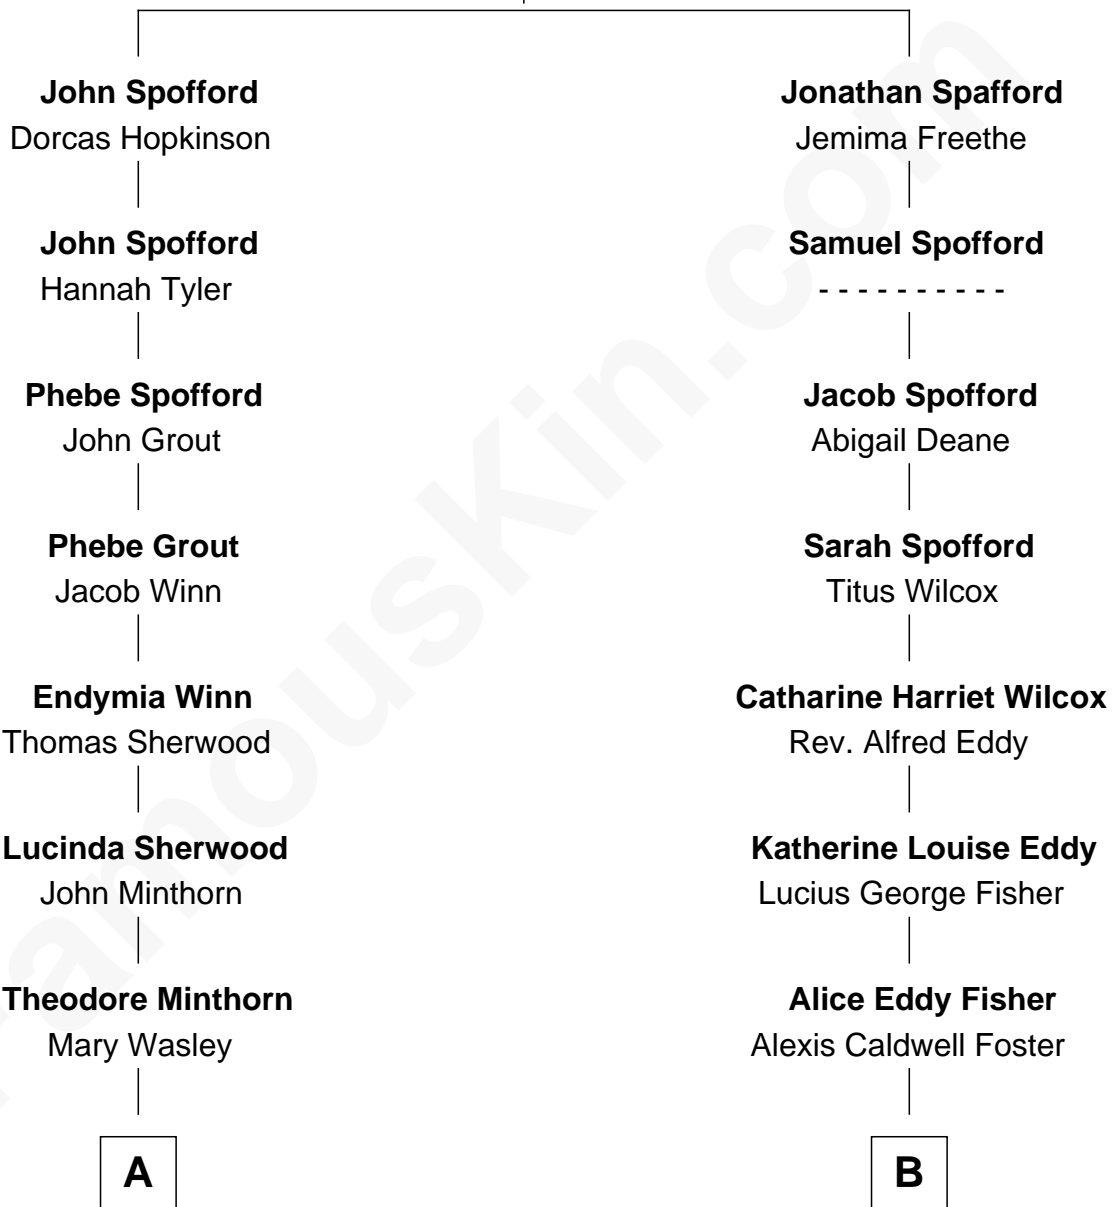 John Spofford
Dorcas Hopkinson
John Spofford
Hannah Tyler
Phebe Spofford
John Grout
Phebe Grout
Jacob Winn
Endymia Winn
Thomas Sherwood
Lucinda Sherwood
John Minthorn
Theodore Minthorn
Mary Wasley
A
Jonathan Spafford
Jemima Freethe
Samuel Spofford
- - - - - - - - - -
Jacob Spofford
Abigail Deane
Sarah Spofford
Titus Wilcox
Catharine Harriet Wilcox
Rev. Alfred Eddy
Katherine Louise Eddy
Lucius George Fisher
Alice Eddy Fisher
Alexis Caldwell Foster
B
FamousKin.com